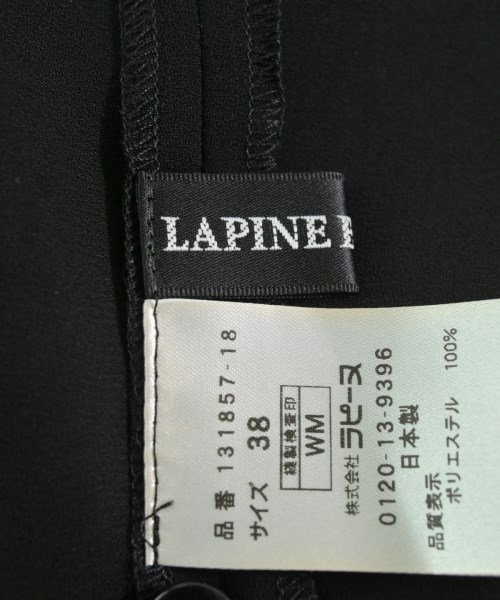 LAPINE
品番 131857-18
サイズ 38
縫製検査印
WM
株式会社 ラピーヌ
0120-13-9396
日本製
品質表示
ポリエステル 100%